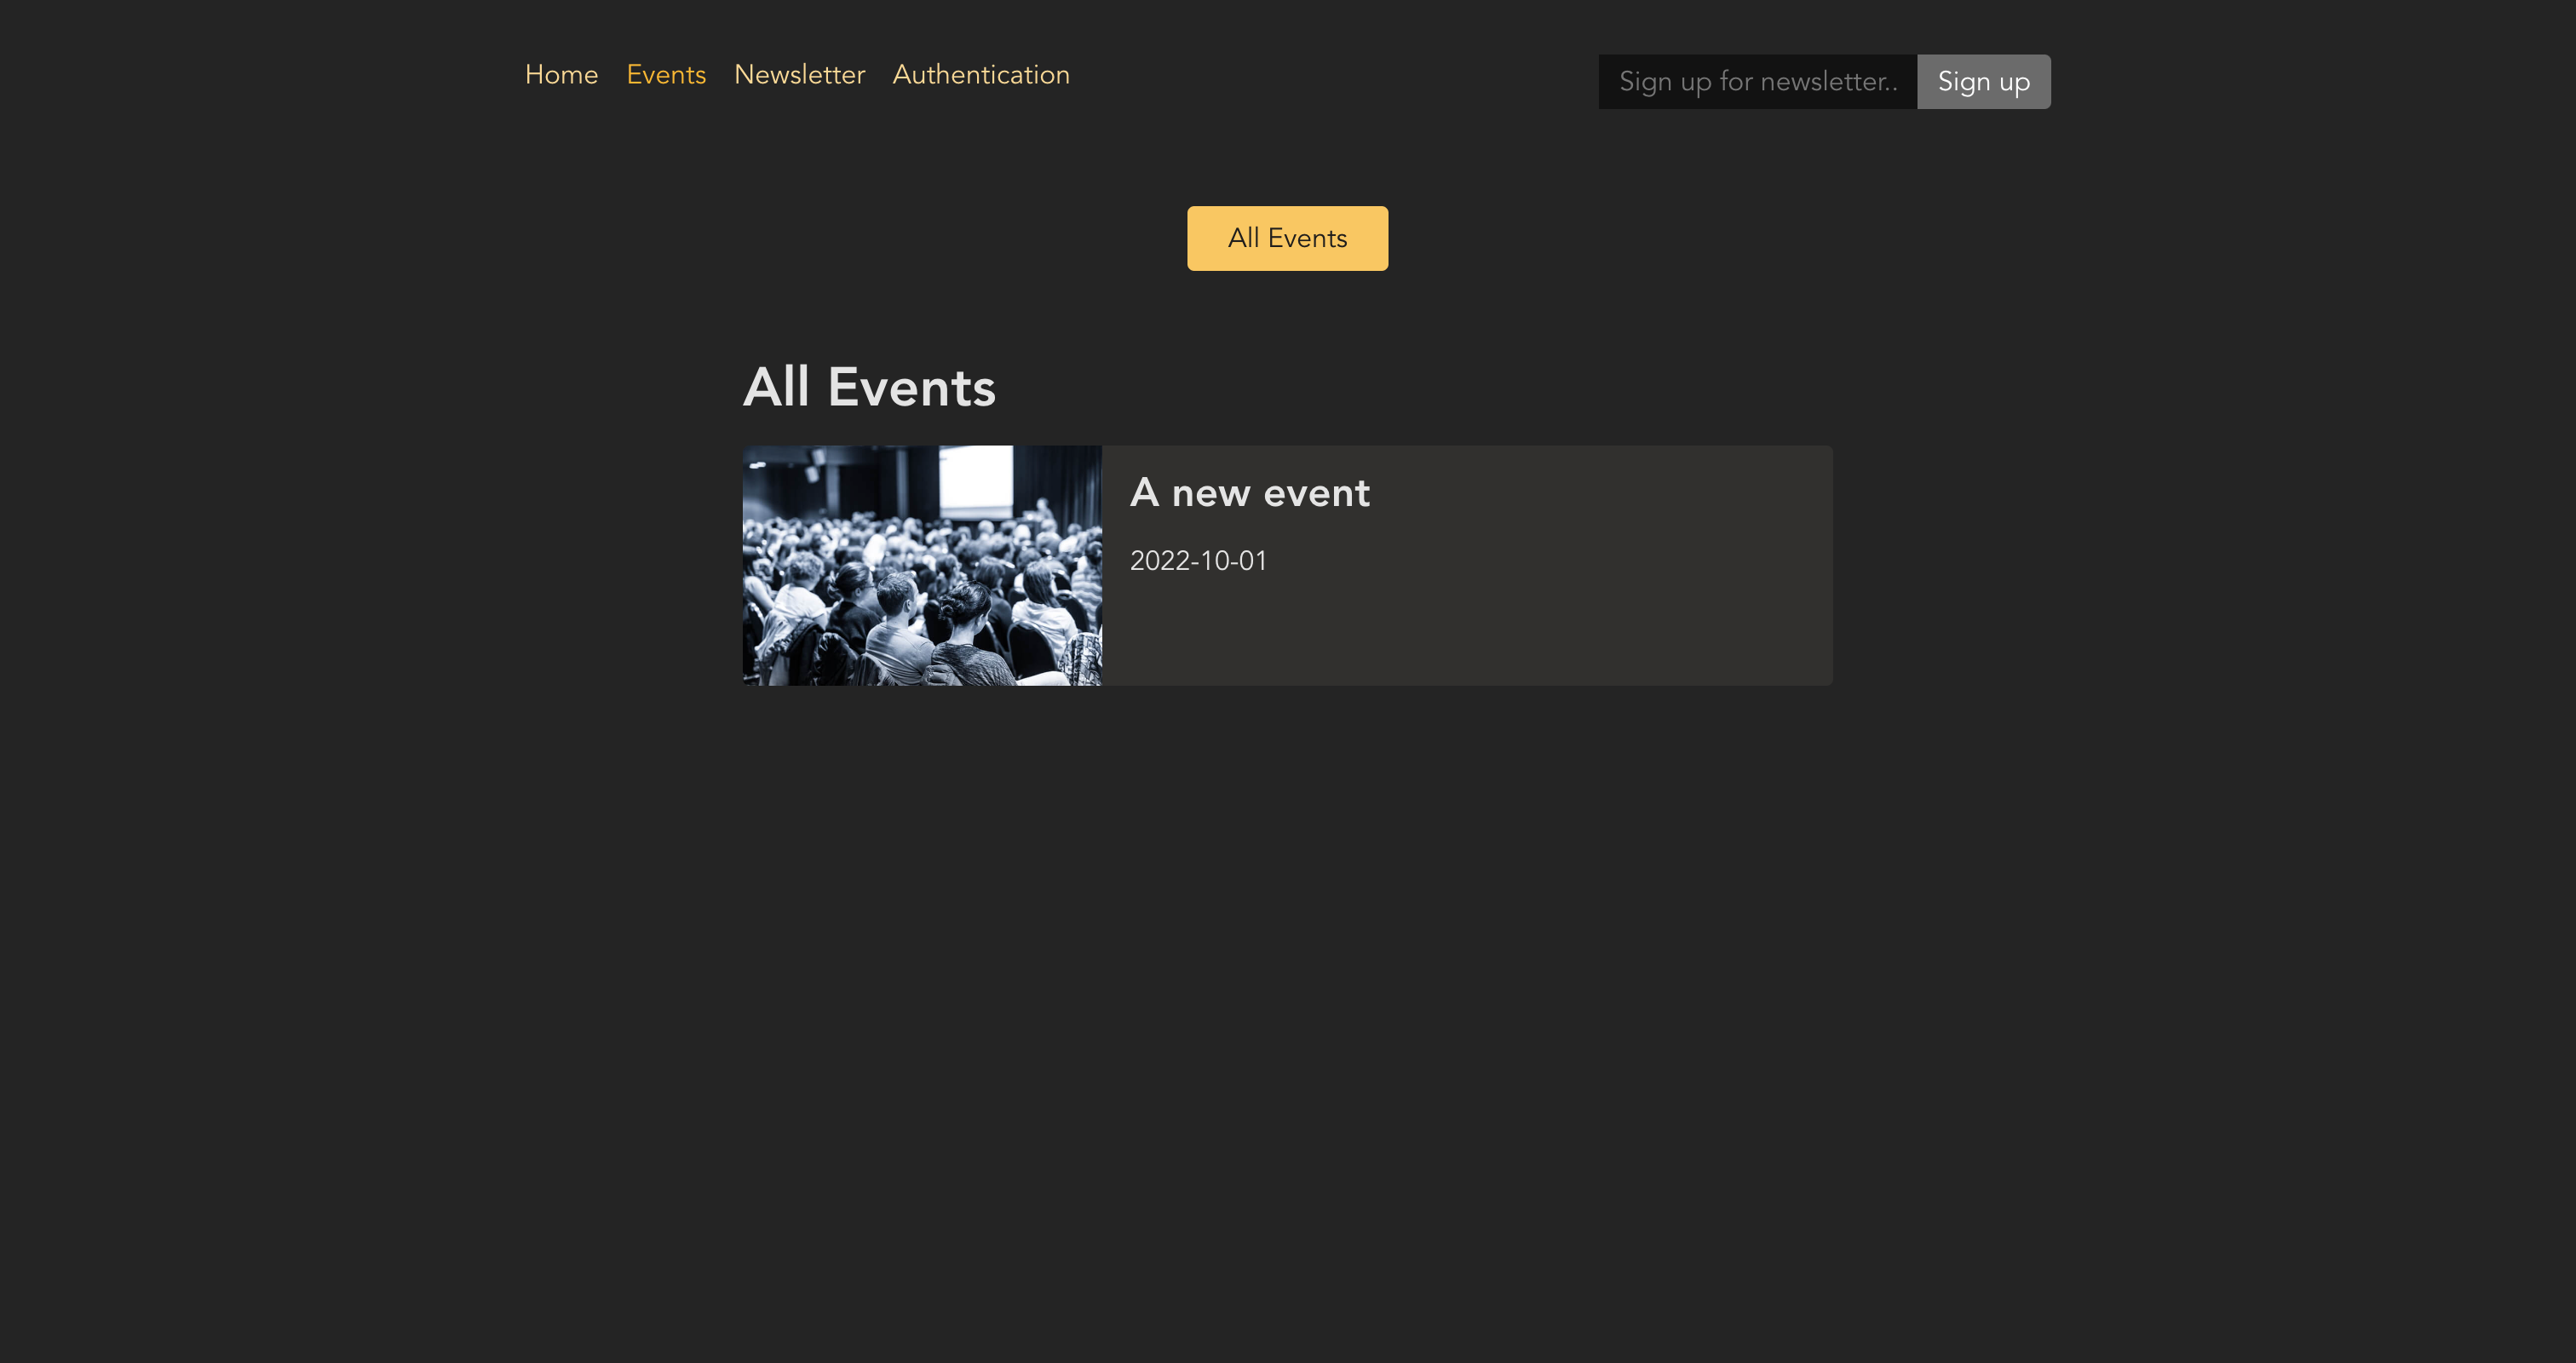 Home Events Newsletter Authentication
Sign up for newsletter.. Sign up
All Events
All Events
A new event
2022-10-01